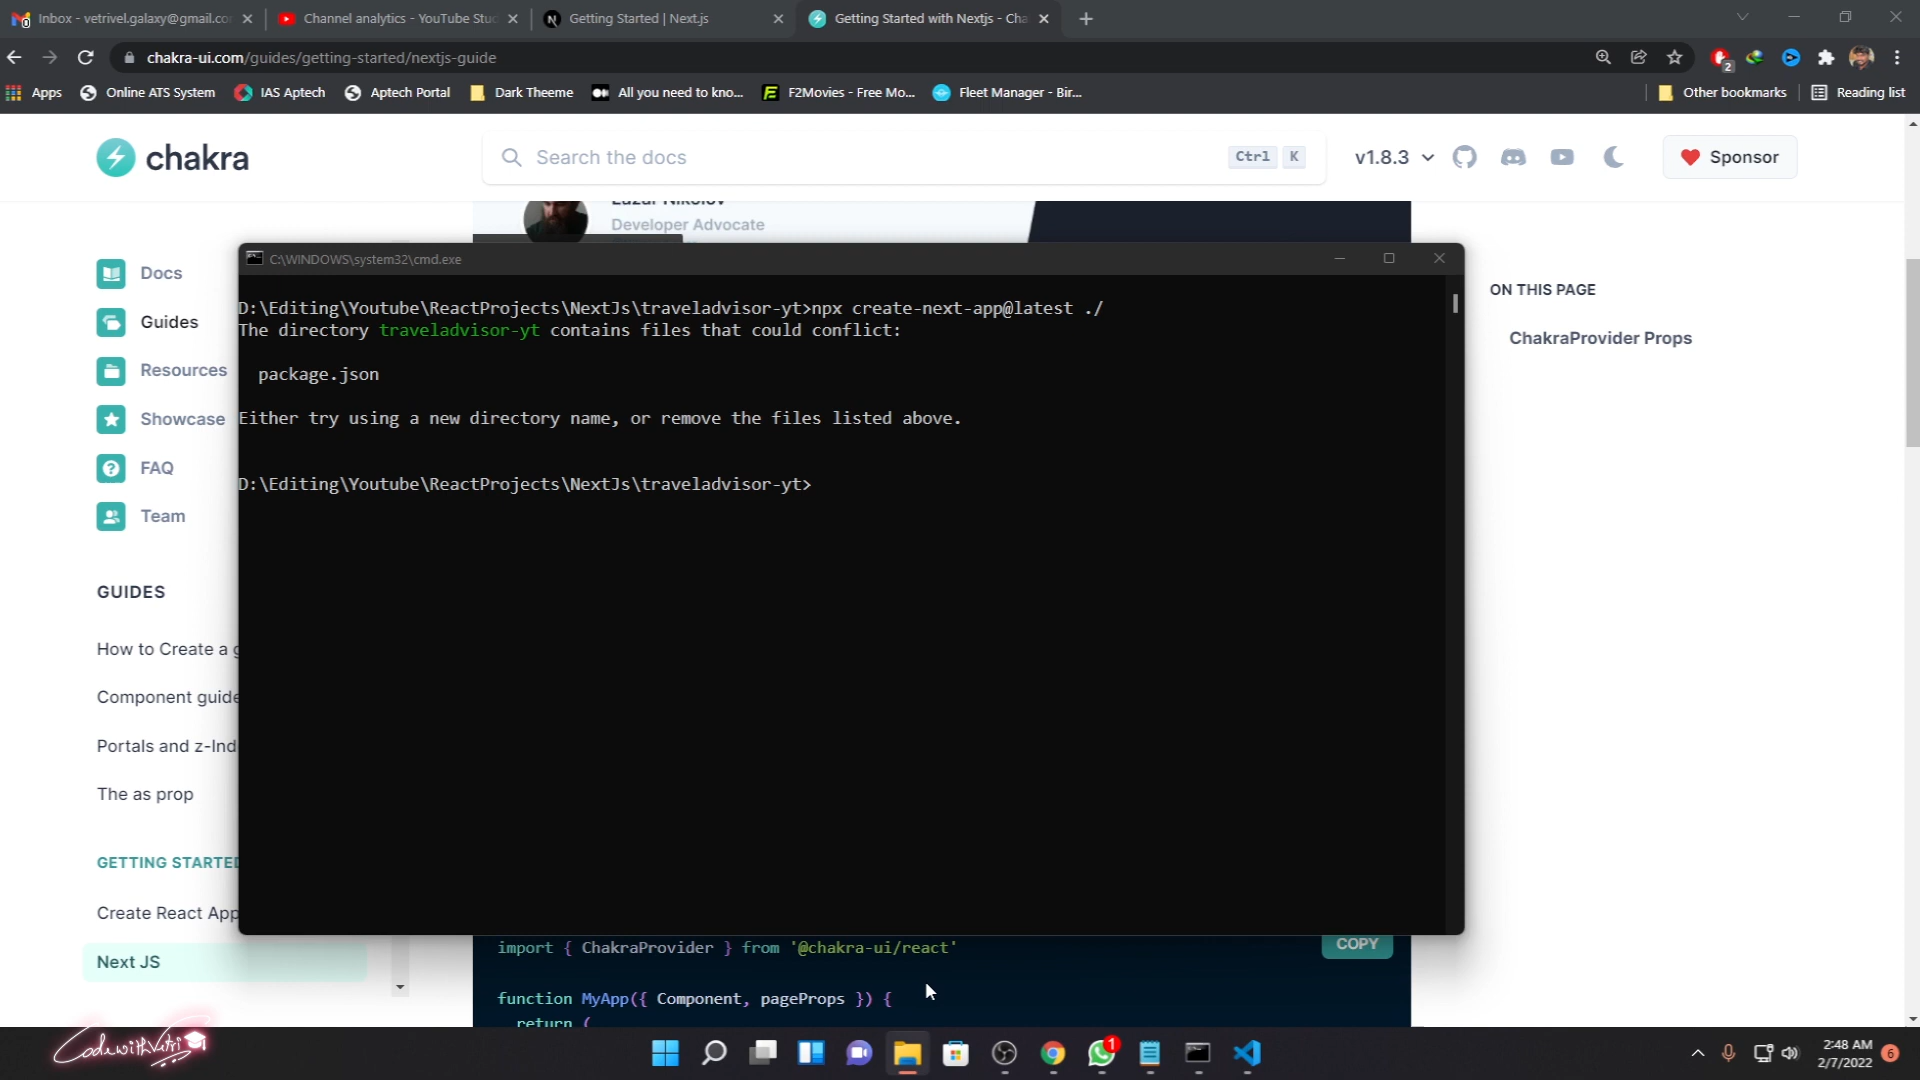 Inbox - vetrivel.galaxy@gmail.co
Channel analytics - YouTube Stu
Getting Started | Next.js
Getting Started with Nextjs - Cha
chakra-ui.com/guides/getting-started/nextjs-guide
2
Apps
Online ATS System
IAS Aptech
Aptech Portal
Dark Theeme
All you need to kno...
F2Movies - Free Mo...
Fleet Manager - Bir...
Other bookmarks
Reading list
chakra
Search the docs
Ctrl K
v1.8.3
Sponsor
Lazar Nikolov
Developer Advocate
Docs
Guides
Resources
Showcase
FAQ
Team
GUIDES
How to Create a g
Component guide
Portals and z-Ind
The as prop
GETTING STARTED
Create React App
Next JS
C:\WINDOWS\system32\cmd.exe
D:\Editing\Youtube\ReactProjects\NextJs\traveladvisor-yt>npx create-next-app@latest ./
The directory traveladvisor-yt contains files that could conflict:
package.json
Either try using a new directory name, or remove the files listed above.
D:\Editing\Youtube\ReactProjects\NextJs\traveladvisor-yt>
ON THIS PAGE
ChakraProvider Props
import { ChakraProvider } from '@chakra-ui/react'
COPY
function MyApp({ Component, pageProps }) {
return (
CodewithVetri
1
2:48 AM
2/7/2022
6